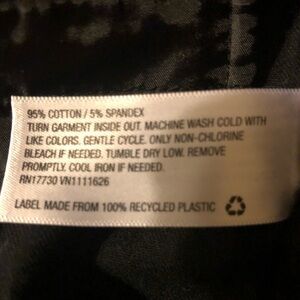 95% COTTON / 5% SPANDEX
TURN GARMENT INSIDE OUT. MACHINE WASH COLD WITH
LIKE COLORS. GENTLE CYCLE. ONLY NON-CHLORINE
BLEACH IF NEEDED. TUMBLE DRY LOW. REMOVE
PROMPTLY. COOL IRON IF NEEDED.
RN17730 VN1111626
LABEL MADE FROM 100% RECYCLED PLASTIC